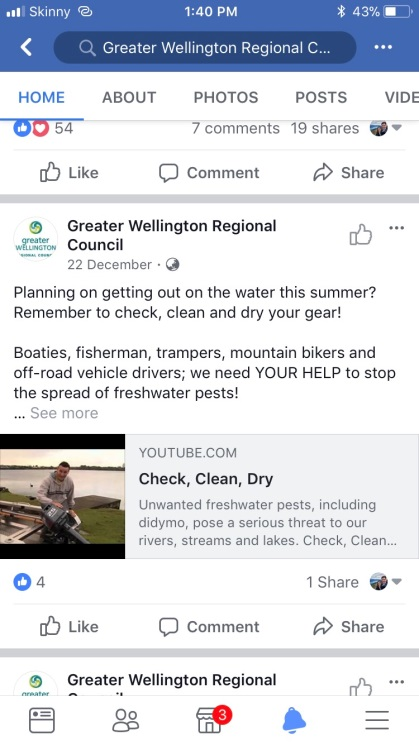 Skinny 1:40 PM 43%
Greater Wellington Regional C...
HOME ABOUT PHOTOS POSTS VIDE
54 7 comments 19 shares
Like Comment Share
Greater Wellington Regional
Council
22 December ·
greater
WELLINGTON
REGIONAL COUNCIL
Planning on getting out on the water this summer?
Remember to check, clean and dry your gear!
Boaties, fisherman, trampers, mountain bikers and
off-road vehicle drivers; we need YOUR HELP to stop
the spread of freshwater pests!
... See more
YOUTUBE.COM
Check, Clean, Dry
Unwanted freshwater pests, including
didymo, pose a serious threat to our
rivers, streams and lakes. Check, Clean...
4 1 Share
Like Comment Share
Greater Wellington Regional
Council
greater
3